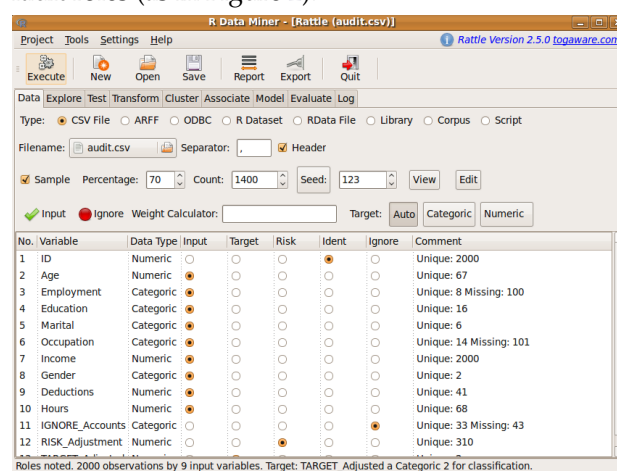 R Data Miner - [Rattle (audit.csv)]
Project Tools Settings Help Rattle Version 2.5.0 togaware.com
Execute New Open Save Report Export Quit
Data Explore Test Transform Cluster Associate Model Evaluate Log
Type: CSV File ARFF ODBC R Dataset RData File Library Corpus Script
Filename: audit.csv Separator: , Header
Sample Percentage: 70 Count: 1400 Seed: 123 View Edit
Input Ignore Weight Calculator: Target: Auto Categoric Numeric
No. Variable Data Type Input Target Risk Ident Ignore Comment
1 ID Numeric Unique: 2000
2 Age Numeric Unique: 67
3 Employment Categoric Unique: 8 Missing: 100
4 Education Categoric Unique: 16
5 Marital Categoric Unique: 6
6 Occupation Categoric Unique: 14 Missing: 101
7 Income Numeric Unique: 2000
8 Gender Categoric Unique: 2
9 Deductions Numeric Unique: 41
10 Hours Numeric Unique: 68
11 IGNORE_Accounts Categoric Unique: 33 Missing: 43
12 RISK_Adjustment Numeric Unique: 310
Roles noted. 2000 observations by 9 input variables. Target: TARGET_Adjusted a Categoric 2 for classification.